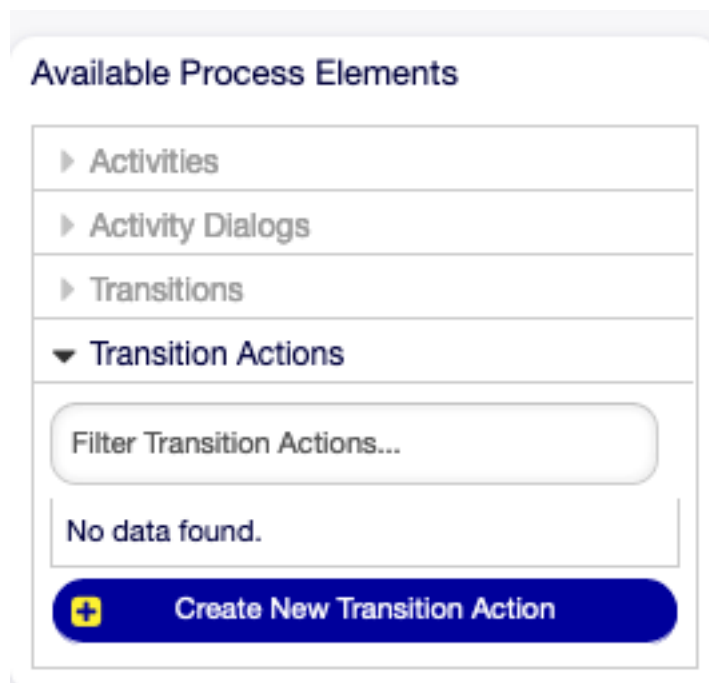 Available Process Elements
Activities
Activity Dialogs
Transitions
Transition Actions
Filter Transition Actions...
No data found.
Create New Transition Action